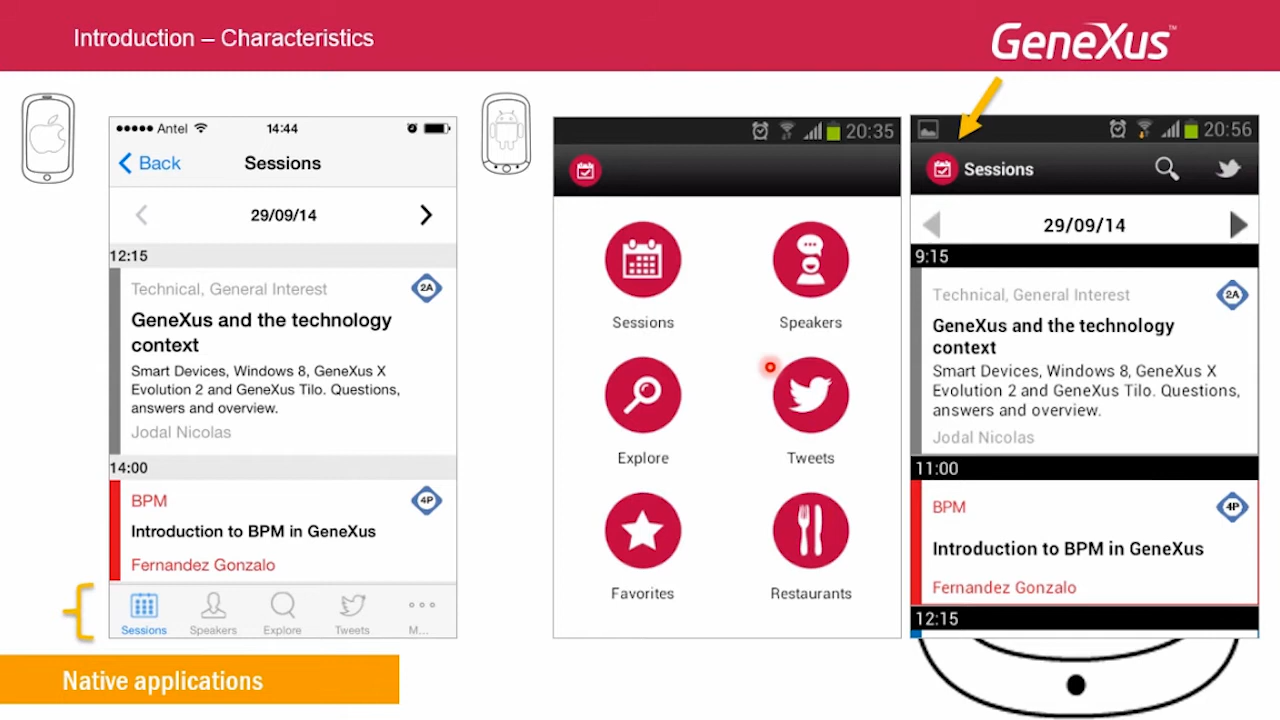 Introduction – Characteristics
GeneXus™
Antel
14:44
Back
Sessions
29/09/14
12:15
Technical, General Interest
2A
GeneXus and the technology
context
Smart Devices, Windows 8, GeneXus X
Evolution 2 and GeneXus Tilo. Questions,
answers and overview.
Jodal Nicolas
14:00
BPM
4P
Introduction to BPM in GeneXus
Fernandez Gonzalo
Sessions
Speakers
Explore
Tweets
M...
20:35
Sessions
Speakers
Explore
Tweets
Favorites
Restaurants
20:56
Sessions
29/09/14
9:15
Technical, General Interest
2A
GeneXus and the technology
context
Smart Devices, Windows 8, GeneXus X
Evolution 2 and GeneXus Tilo. Questions,
answers and overview.
Jodal Nicolas
11:00
BPM
4P
Introduction to BPM in GeneXus
Fernandez Gonzalo
12:15
Native applications